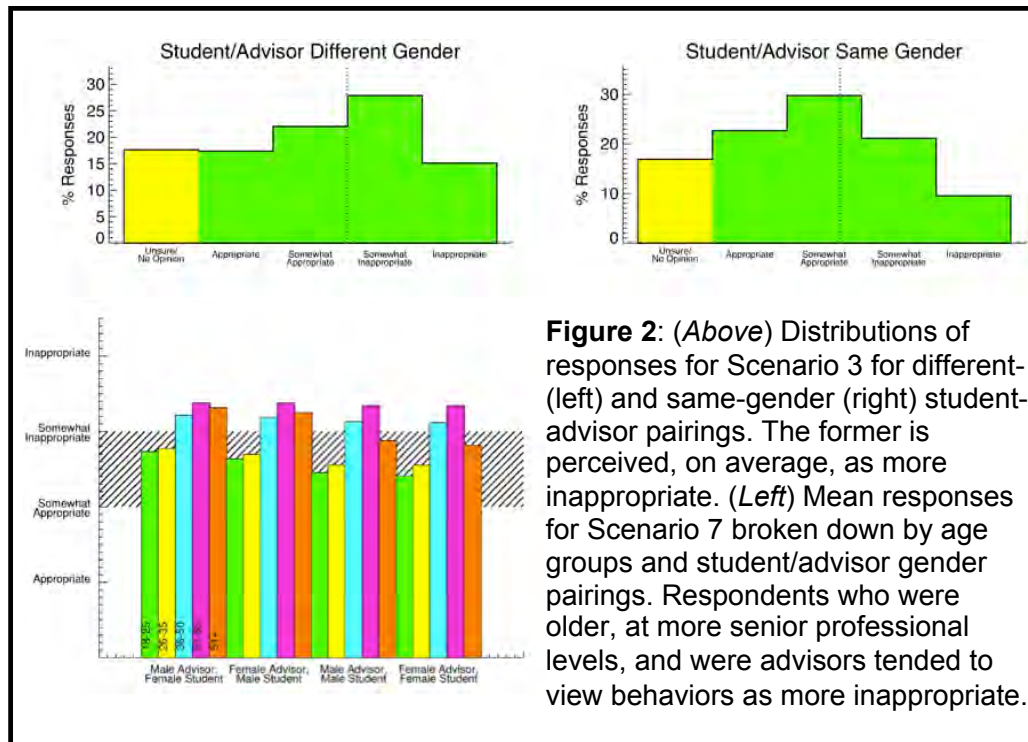 Student/Advisor Different Gender
% Responses
30
25
20
15
10
5
0
Unsure/
No Opinion
Appropriate
Somewhat
Appropriate
Somewhat
Inappropriate
Inappropriate
Student/Advisor Same Gender
% Responses
30
20
10
0
Unsure/
No Opinion
Appropriate
Somewhat
Appropriate
Somewhat
Inappropriate
Inappropriate
Inappropriate
Somewhat
Inappropriate
Somewhat
Appropriate
Appropriate
18-25
26-35
36-50
61+
Male Advisor,
Female Student
Female Advisor,
Male Student
Male Advisor,
Male Student
Female Advisor,
Female Student
Figure 2: (Above) Distributions of
responses for Scenario 3 for different-
(left) and same-gender (right) student-
advisor pairings. The former is
perceived, on average, as more
inappropriate. (Left) Mean responses
for Scenario 7 broken down by age
groups and student/advisor gender
pairings. Respondents who were
older, at more senior professional
levels, and were advisors tended to
view behaviors as more inappropriate.